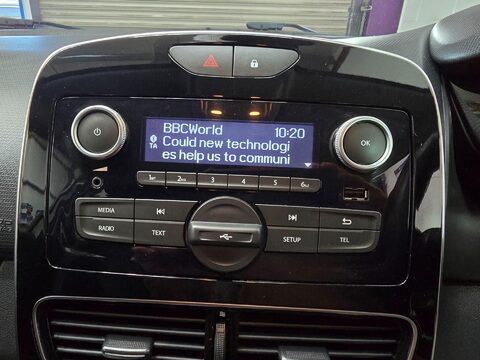 BBCWorld 10:20
TA
Could new technologi
es help us to communi
OK
1 2 3 4 5 6
MEDIA
RADIO TEXT SETUP TEL